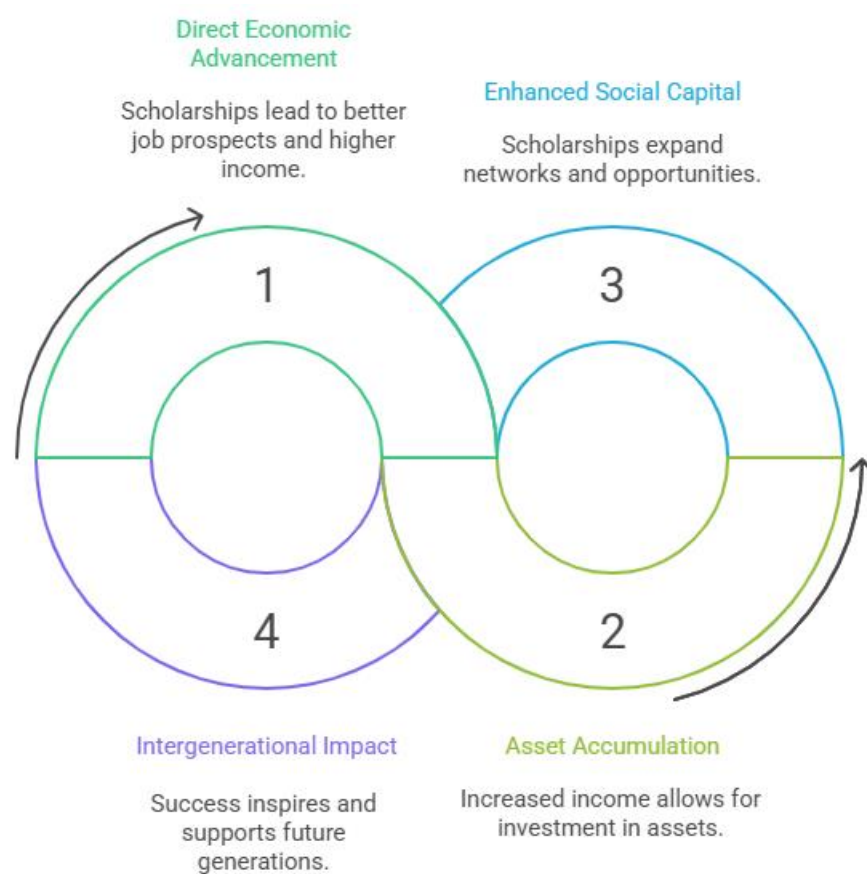 Direct Economic
Advancement
Scholarships lead to better
job prospects and higher
income.
Enhanced Social Capital
Scholarships expand
networks and opportunities.
1
3
4
2
Intergenerational Impact
Success inspires and
supports future
generations.
Asset Accumulation
Increased income allows for
investment in assets.